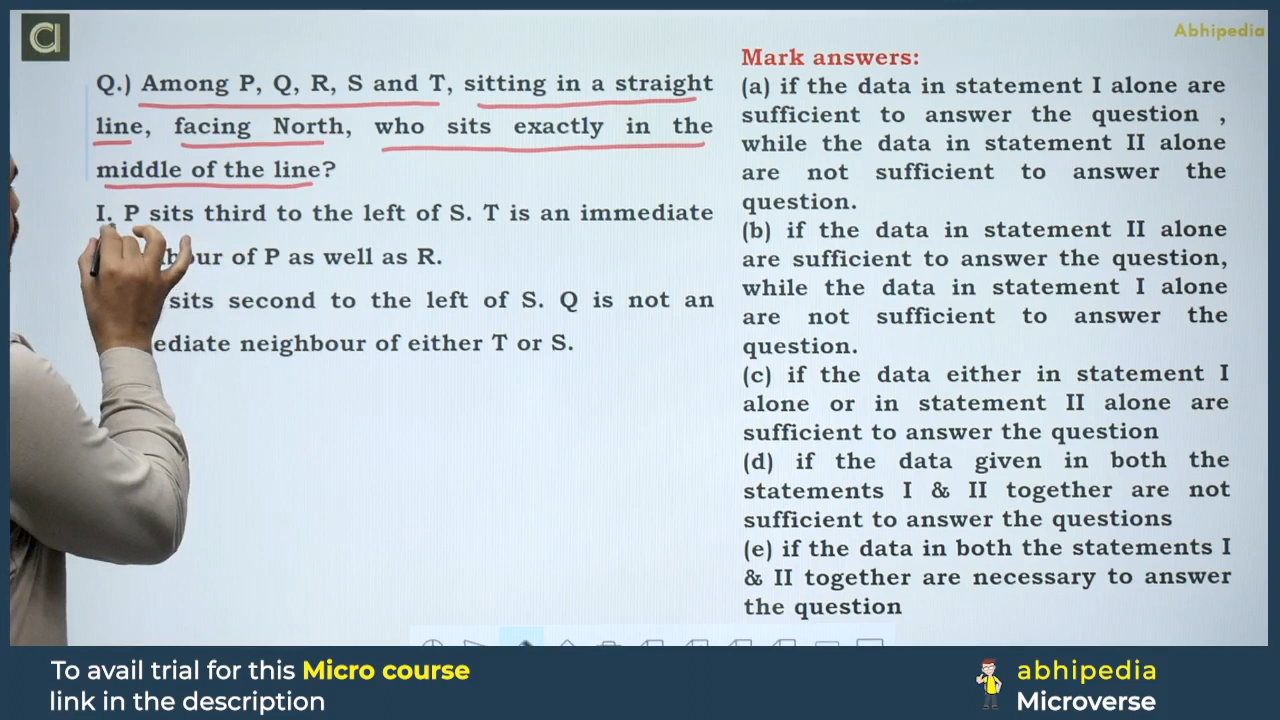 Abhipedia
Q.) Among P, Q, R, S and T, sitting in a straight
line, facing North, who sits exactly in the
middle of the line?
I. P sits third to the left of S. T is an immediate
of P as well as R.
sits second to the left of S. Q is not an
ediate neighbour of either T or S.
Mark answers:
(a) if the data in statement I alone are
sufficient to answer the question ,
while the data in statement II alone
are not sufficient to answer the
question.
(b) if the data in statement II alone
are sufficient to answer the question,
while the data in statement I alone
are not sufficient to answer the
question.
(c) if the data either in statement I
alone or in statement II alone are
sufficient to answer the question
(d) if the data given in both the
statements I & II together are not
sufficient to answer the questions
(e) if the data in both the statements I
& II together are necessary to answer
the question
To avail trial for this Micro course
link in the description
abhipedia
Microverse